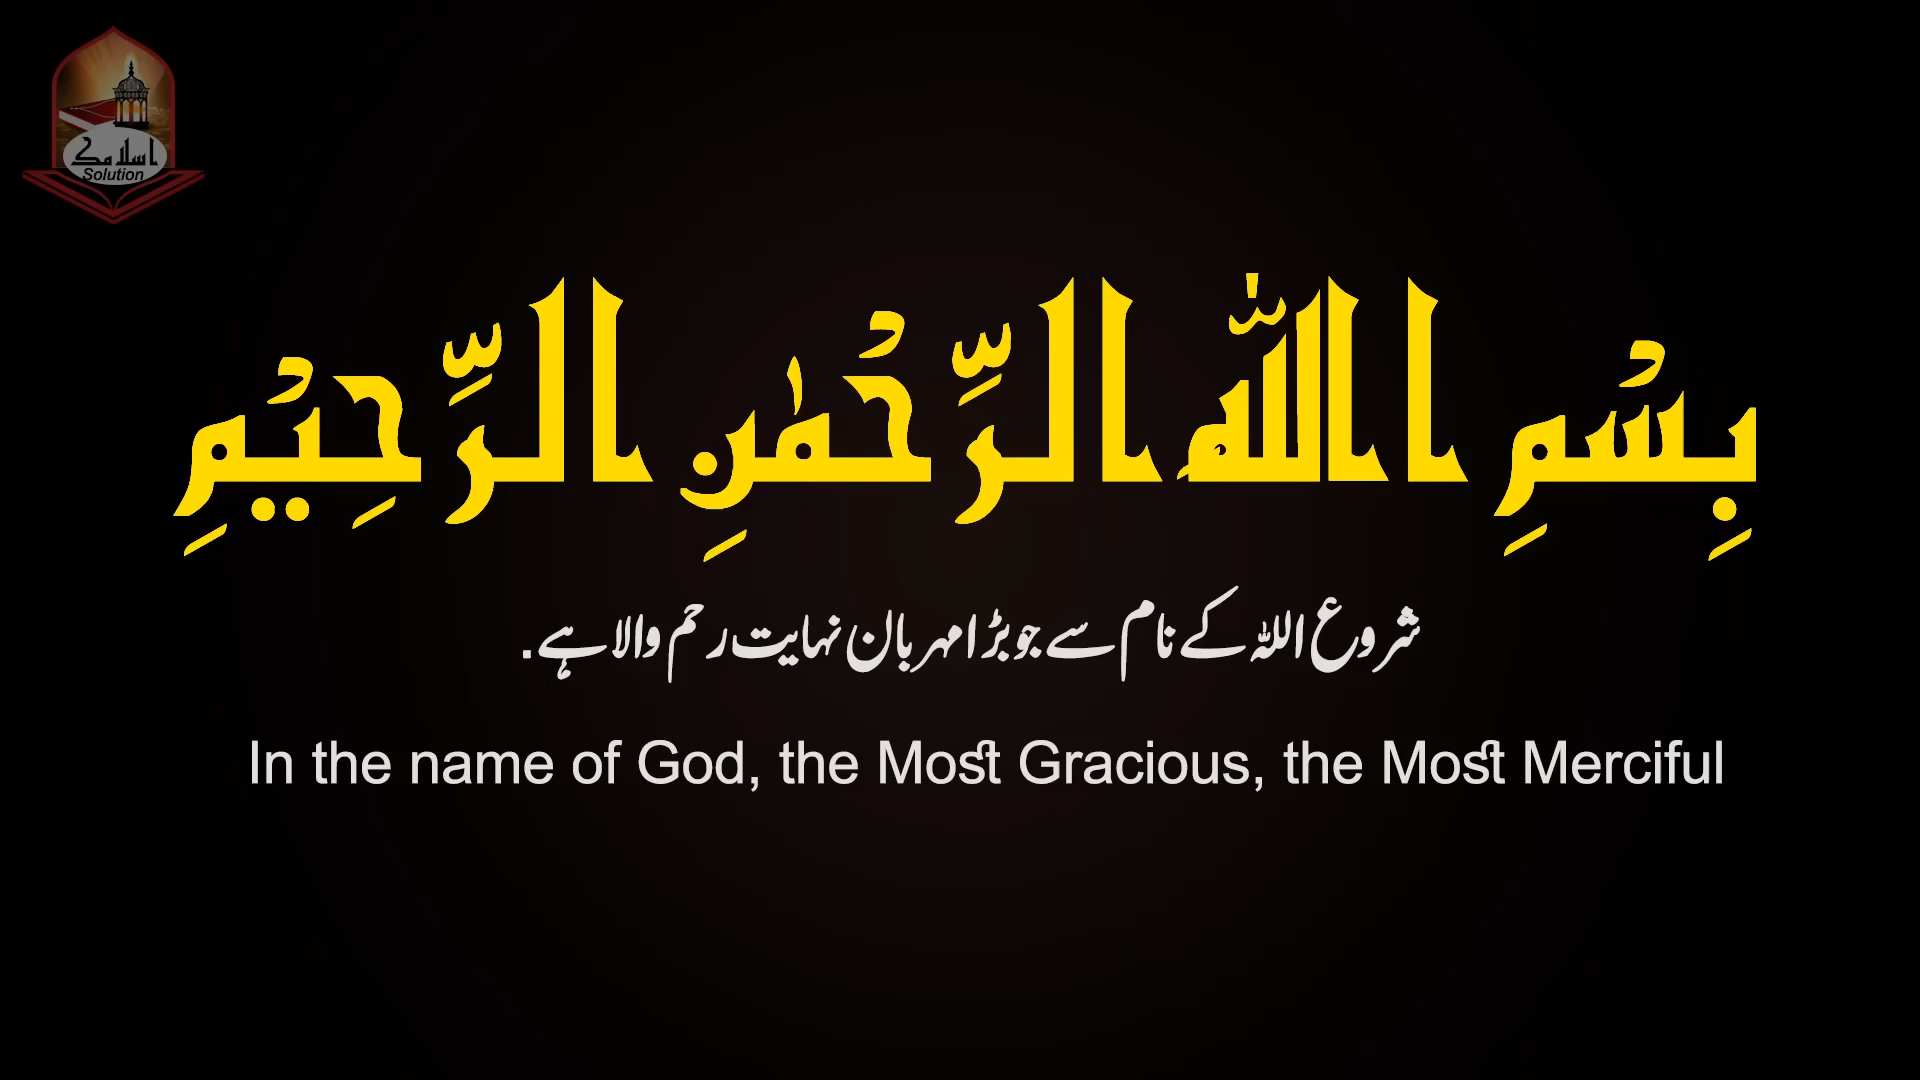 اسلامک
Solution
بِسْمِ اللّٰهِ الرَّحْمٰنِ الرَّحِيْمِ
شروع اللہ کے نام سے جو بڑا مہربان نہایت رحم والا ہے.
In the name of God, the Most Gracious, the Most Merciful